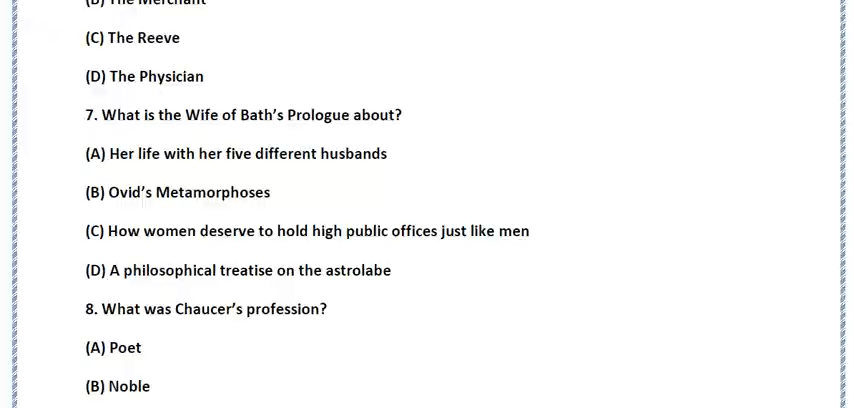 (B) The Merchant
(C) The Reeve
(D) The Physician
7. What is the Wife of Bath’s Prologue about?
(A) Her life with her five different husbands
(B) Ovid’s Metamorphoses
(C) How women deserve to hold high public offices just like men
(D) A philosophical treatise on the astrolabe
8. What was Chaucer’s profession?
(A) Poet
(B) Noble